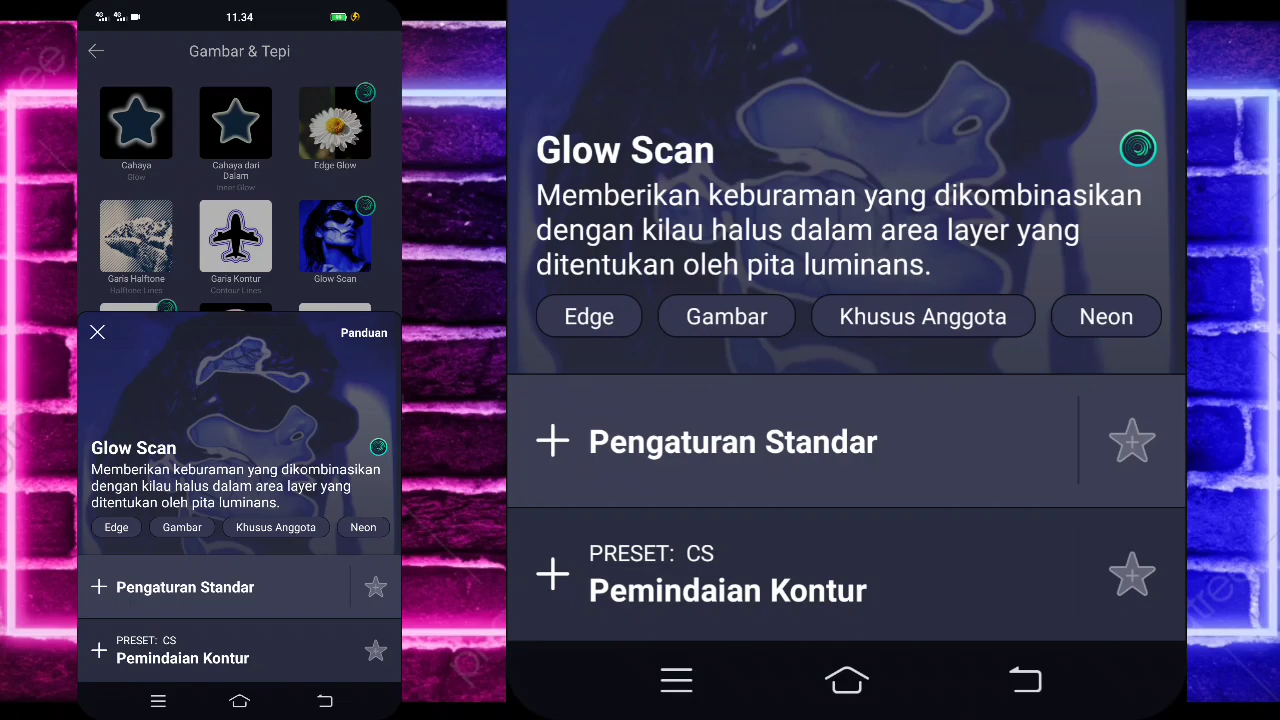 11.34
Gambar & Tepi
Cahaya
Glow
Cahaya dari
Dalam
Inner Glow
Edge Glow
Garis Halftone
Halftone Lines
Garis Kontur
Contour Lines
Glow Scan
Panduan
Glow Scan
Memberikan keburaman yang dikombinasikan
dengan kilau halus dalam area layer yang
ditentukan oleh pita luminans.
Edge Gambar Khusus Anggota Neon
Pengaturan Standar
PRESET: CS
Pemindaian Kontur
Glow Scan
Memberikan keburaman yang dikombinasikan
dengan kilau halus dalam area layer yang
ditentukan oleh pita luminans.
Edge Gambar Khusus Anggota Neon
Pengaturan Standar
PRESET: CS
Pemindaian Kontur